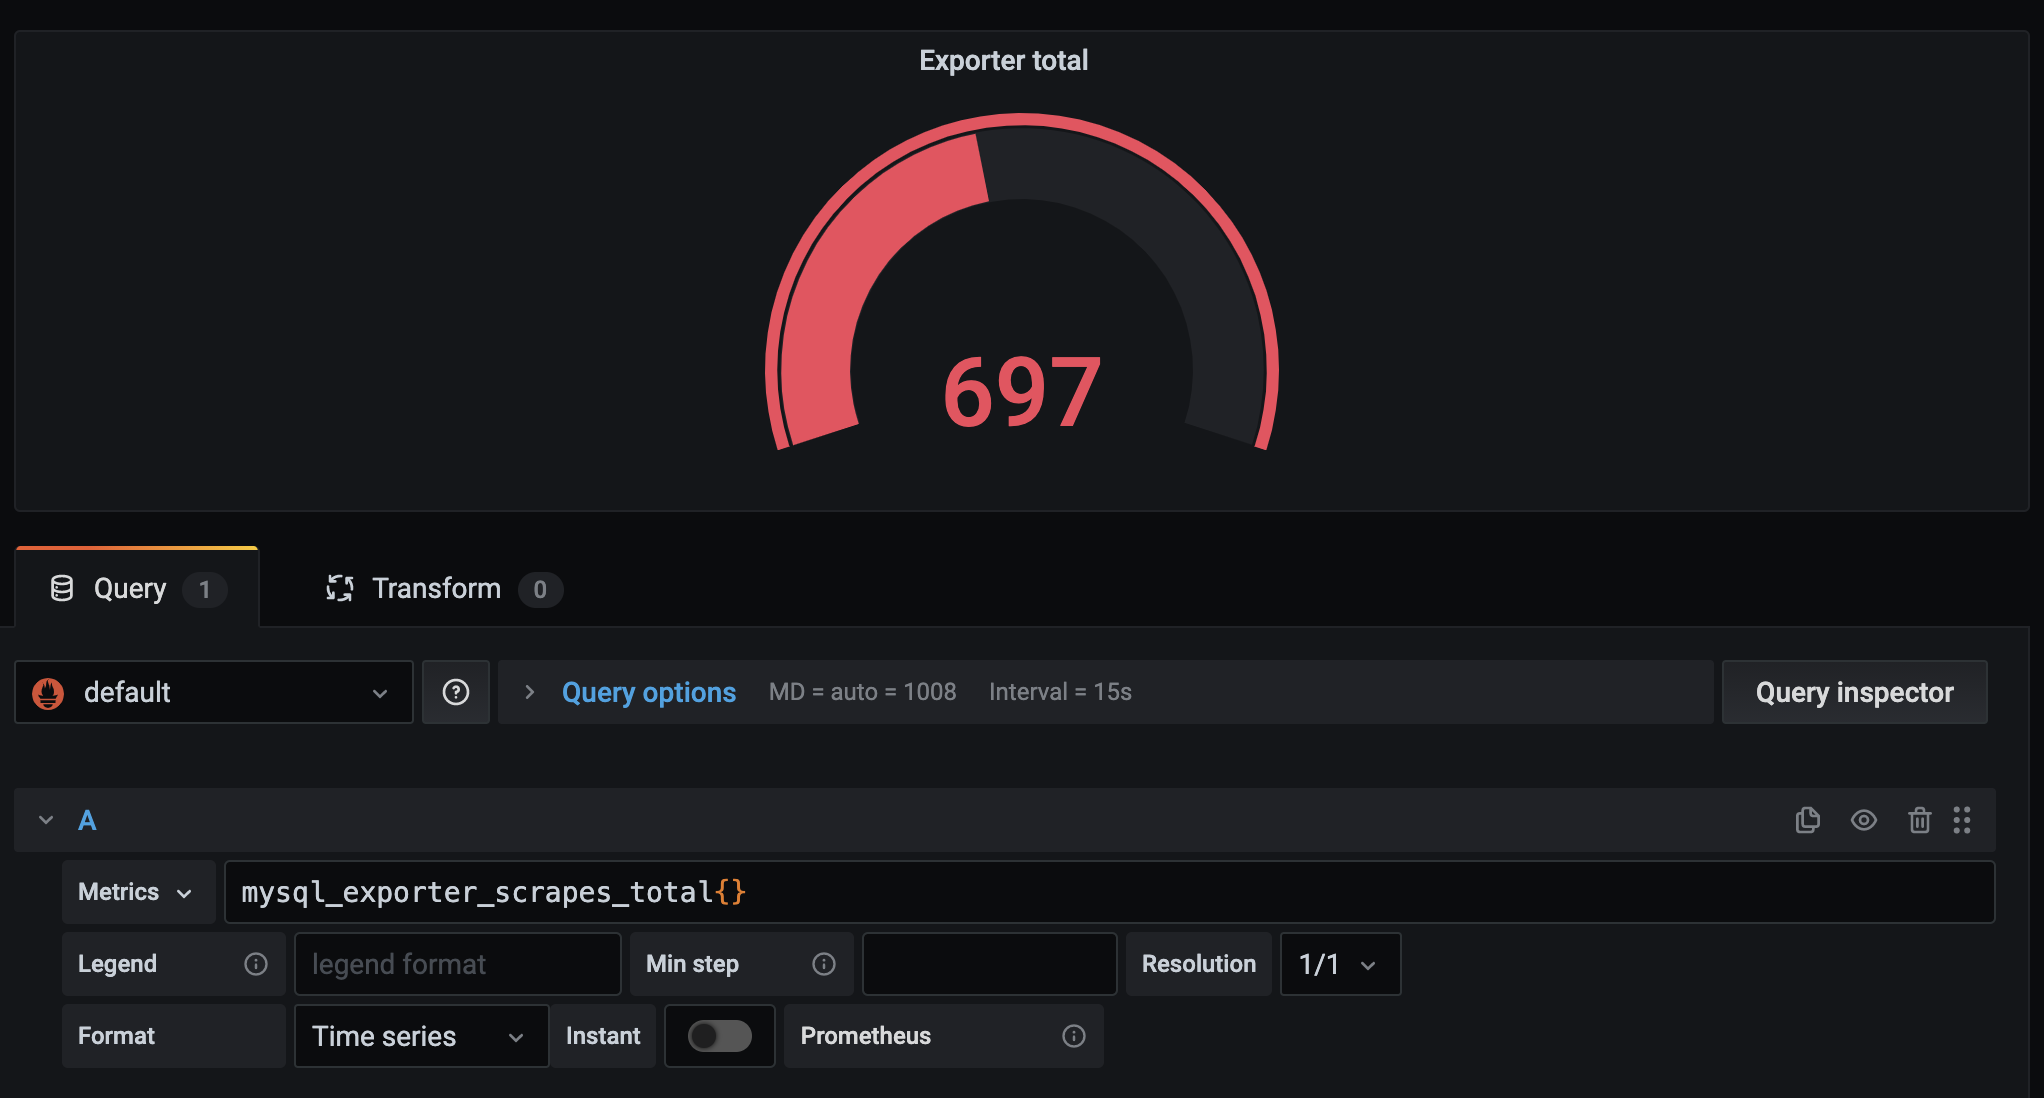 Exporter total
697
Query 1 Transform 0
default Query options MD = auto = 1008 Interval = 15s Query inspector
A
Metrics mysql_exporter_scrapes_total{}
Legend legend format Min step Resolution 1/1
Format Time series Instant Prometheus